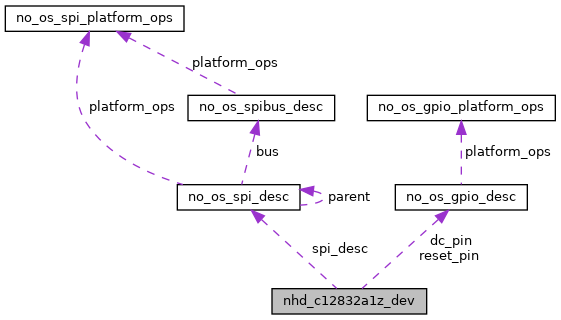 no_os_spi_platform_ops
platform_ops
platform_ops
no_os_spibus_desc
no_os_gpio_platform_ops
bus
platform_ops
no_os_spi_desc
parent
no_os_gpio_desc
spi_desc
dc_pin
reset_pin
nhd_c12832a1z_dev